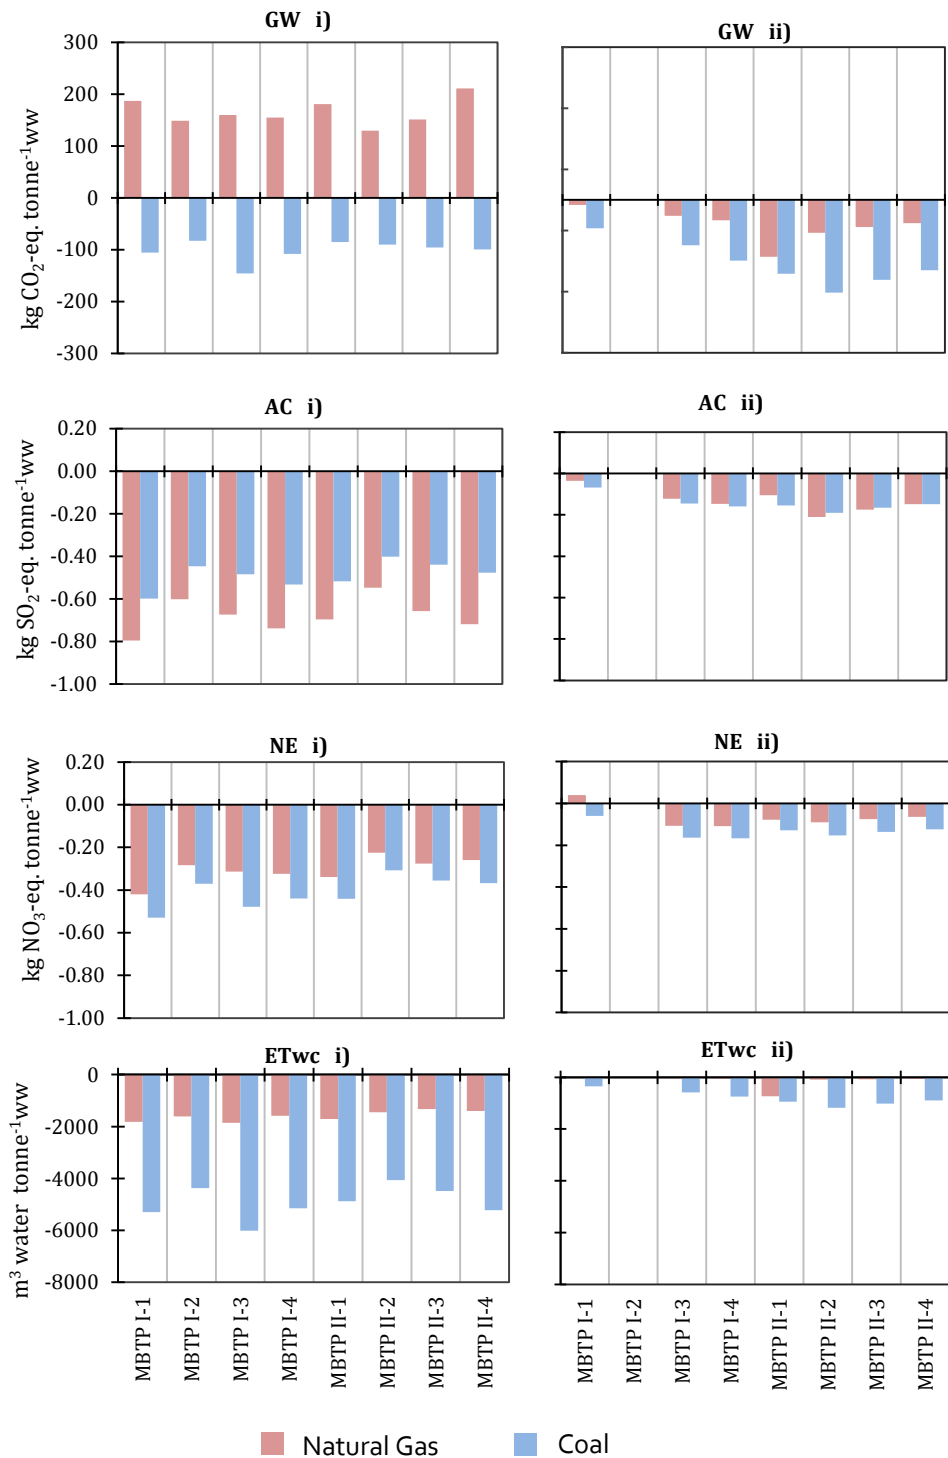 GW i)
GW ii)
kg CO₂-eq. tonne⁻¹ww
300
200
100
0
-100
-200
-300
AC i)
AC ii)
kg SO₂-eq. tonne⁻¹ww
0.20
0.00
-0.20
-0.40
-0.60
-0.80
-1.00
NE i)
NE ii)
kg NO₃-eq. tonne⁻¹ww
0.20
0.00
-0.20
-0.40
-0.60
-0.80
-1.00
ETwc i)
ETwc ii)
m³ water tonne⁻¹ww
0
-2000
-4000
-6000
-8000
MBTP I-1
MBTP I-2
MBTP I-3
MBTP I-4
MBTP II-1
MBTP II-2
MBTP II-3
MBTP II-4
MBTP I-1
MBTP I-2
MBTP I-3
MBTP I-4
MBTP II-1
MBTP II-2
MBTP II-3
MBTP II-4
Natural Gas
Coal